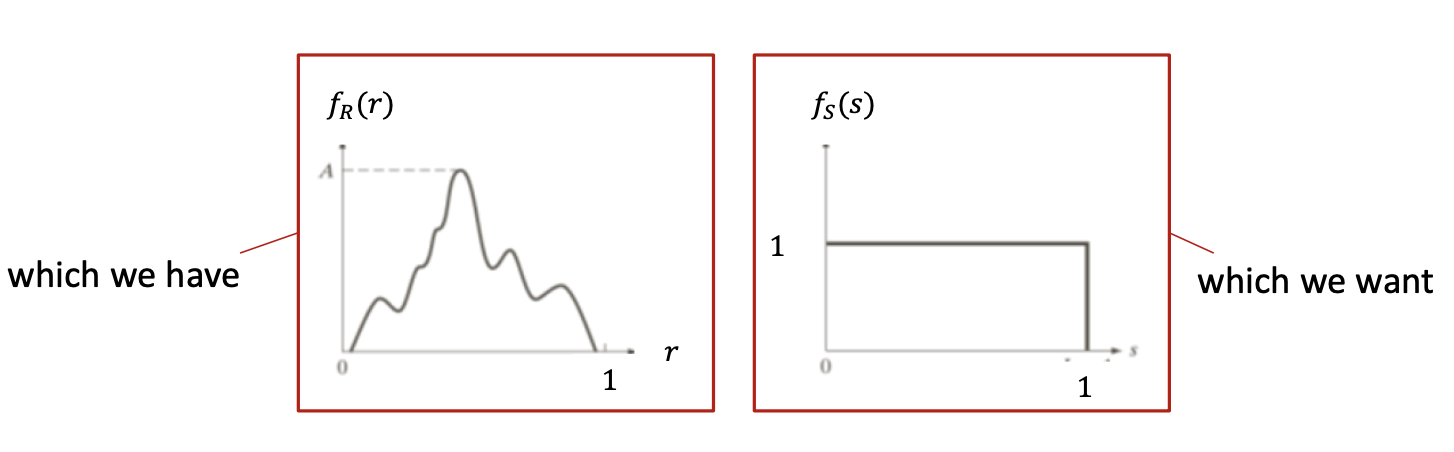 f_R(r)
A
0
1
r
which we have
f_S(s)
1
0
1
s
which we want